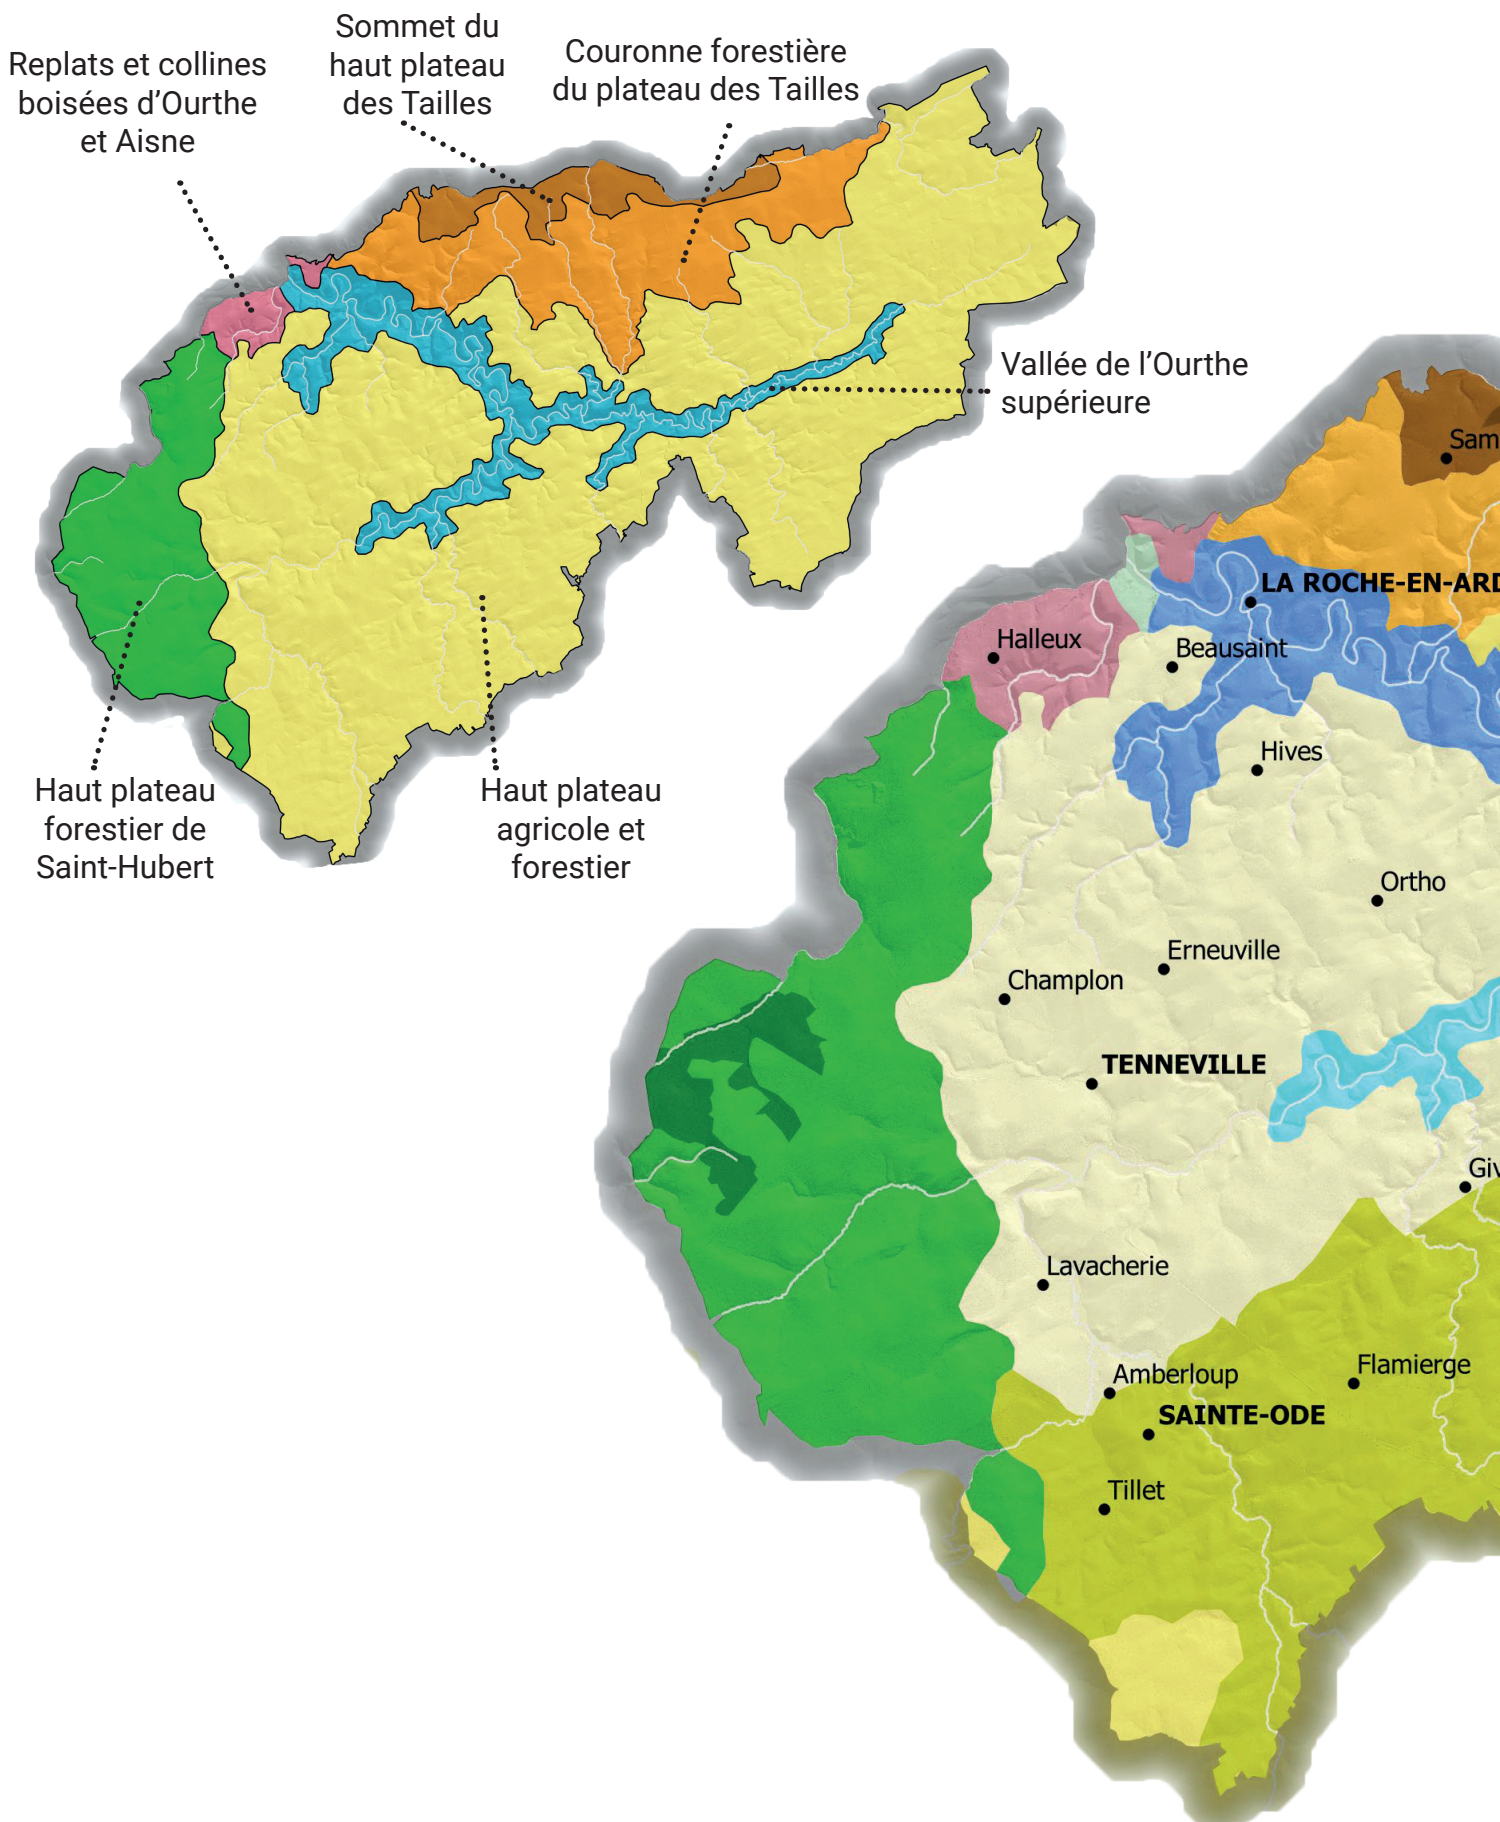 Replats et collines
boisées d’Ourthe
et Aisne
Sommet du
haut plateau
des Tailles
Couronne forestière
du plateau des Tailles
Vallée de l’Ourthe
supérieure
Haut plateau
forestier de
Saint-Hubert
Haut plateau
agricole et
forestier
Sam
LA ROCHE-EN-ARD
Halleux
Beausaint
Hives
Ortho
Erneuville
Champlon
TENNEVILLE
Giv
Lavacherie
Amberloup
Flamierge
SAINTE-ODE
Tillet